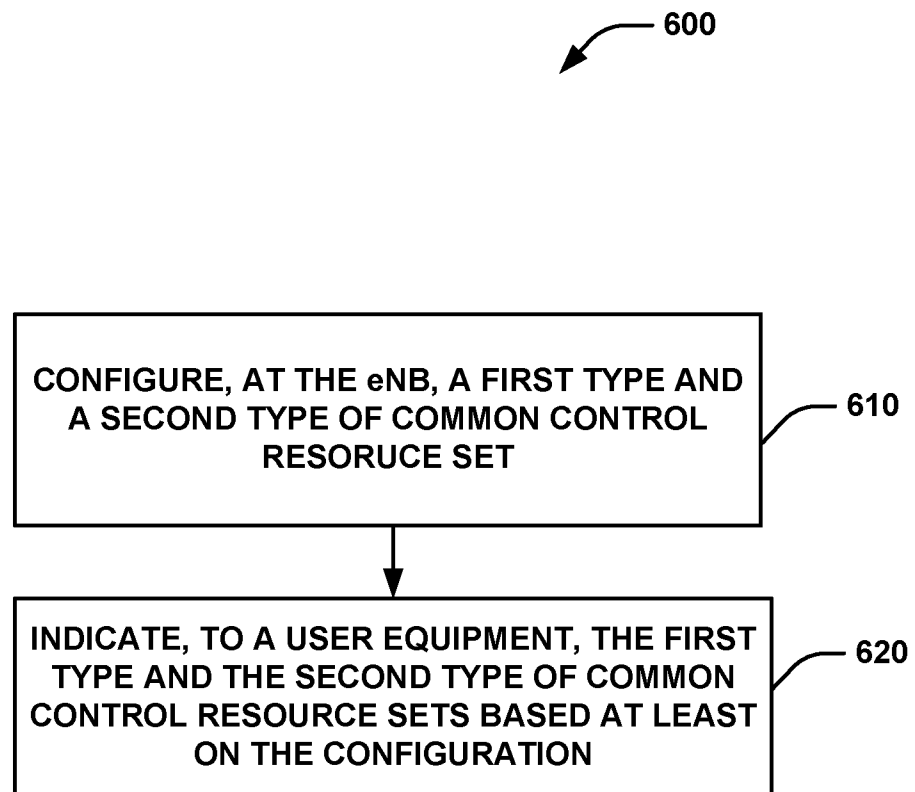 600
CONFIGURE, AT THE eNB, A FIRST TYPE AND
A SECOND TYPE OF COMMON CONTROL
RESORUCE SET
610
INDICATE, TO A USER EQUIPMENT, THE FIRST
TYPE AND THE SECOND TYPE OF COMMON
CONTROL RESOURCE SETS BASED AT LEAST
ON THE CONFIGURATION
620